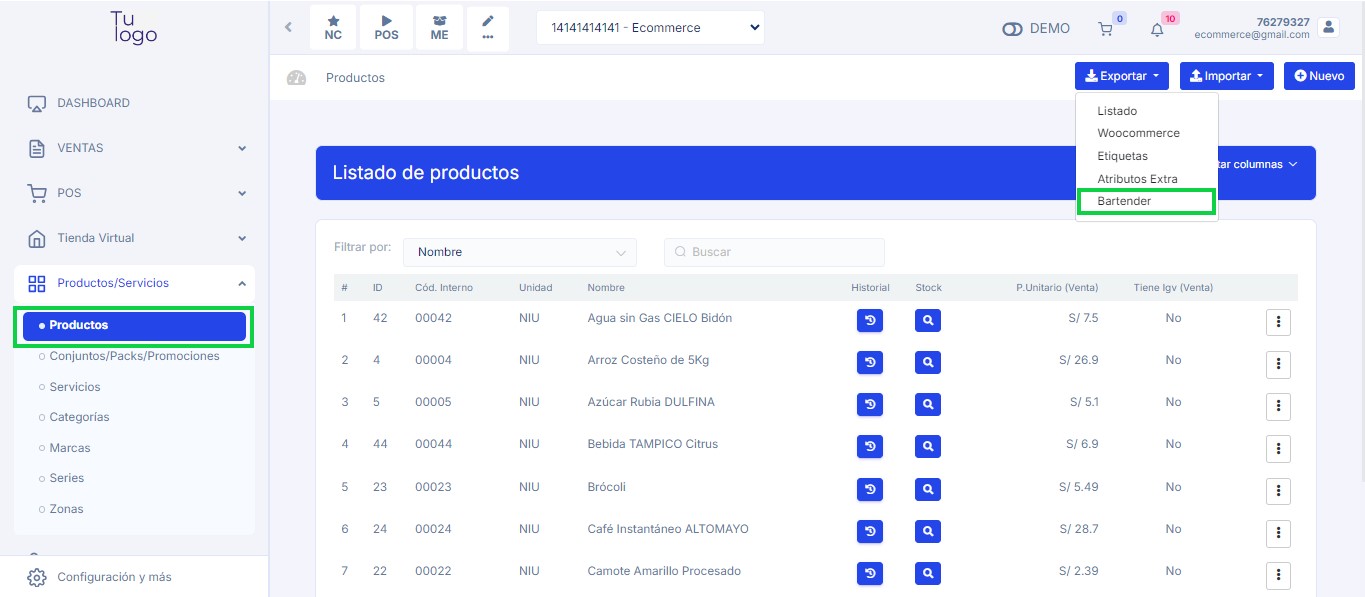 Tu
logo
NC
POS
ME
...
14141414141 - Ecommerce
DEMO
0
10
76279327
ecommerce@gmail.com
DASHBOARD
VENTAS
POS
Tienda Virtual
Productos/Servicios
Productos
Conjuntos/Packs/Promociones
Servicios
Categorías
Marcas
Series
Zonas
Configuración y más
Productos
Exportar
Importar
Nuevo
Listado
Woocommerce
Etiquetas
Atributos Extra
Bartender
Listado de productos
tar columnas
Filtrar por:
Nombre
Buscar
# ID Cód. Interno Unidad Nombre Historial Stock P.Unitario (Venta) Tiene Igv (Venta)
1 42 00042 NIU Agua sin Gas CIELO Bidón S/ 7.5 No
2 4 00004 NIU Arroz Costeño de 5Kg S/ 26.9 No
3 5 00005 NIU Azúcar Rubia DULFINA S/ 5.1 No
4 44 00044 NIU Bebida TAMPICO Citrus S/ 6.9 No
5 23 00023 NIU Brócoli S/ 5.49 No
6 24 00024 NIU Café Instantáneo ALTOMAYO S/ 28.7 No
7 22 00022 NIU Camote Amarillo Procesado S/ 2.39 No